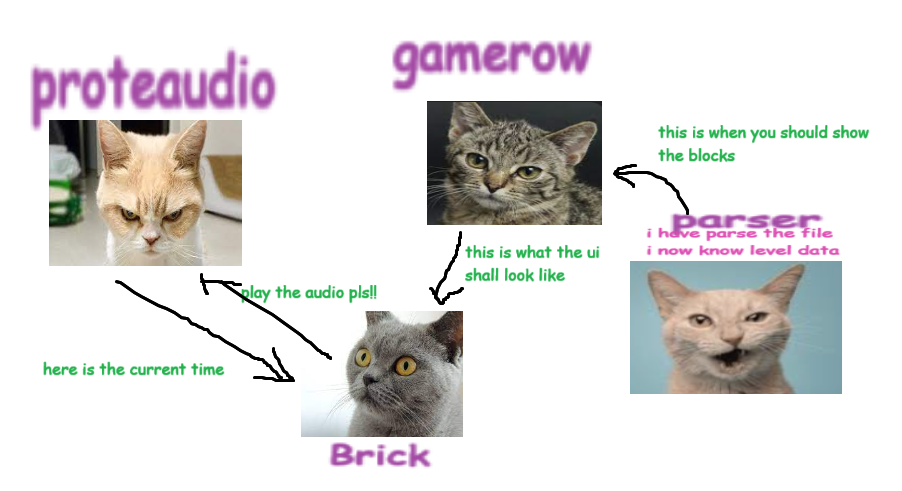 proteaudio
gamerow
this is when you should show
the blocks
parser
i have parse the file
i now know level data
this is what the ui
shall look like
play the audio pls!!
here is the current time
Brick